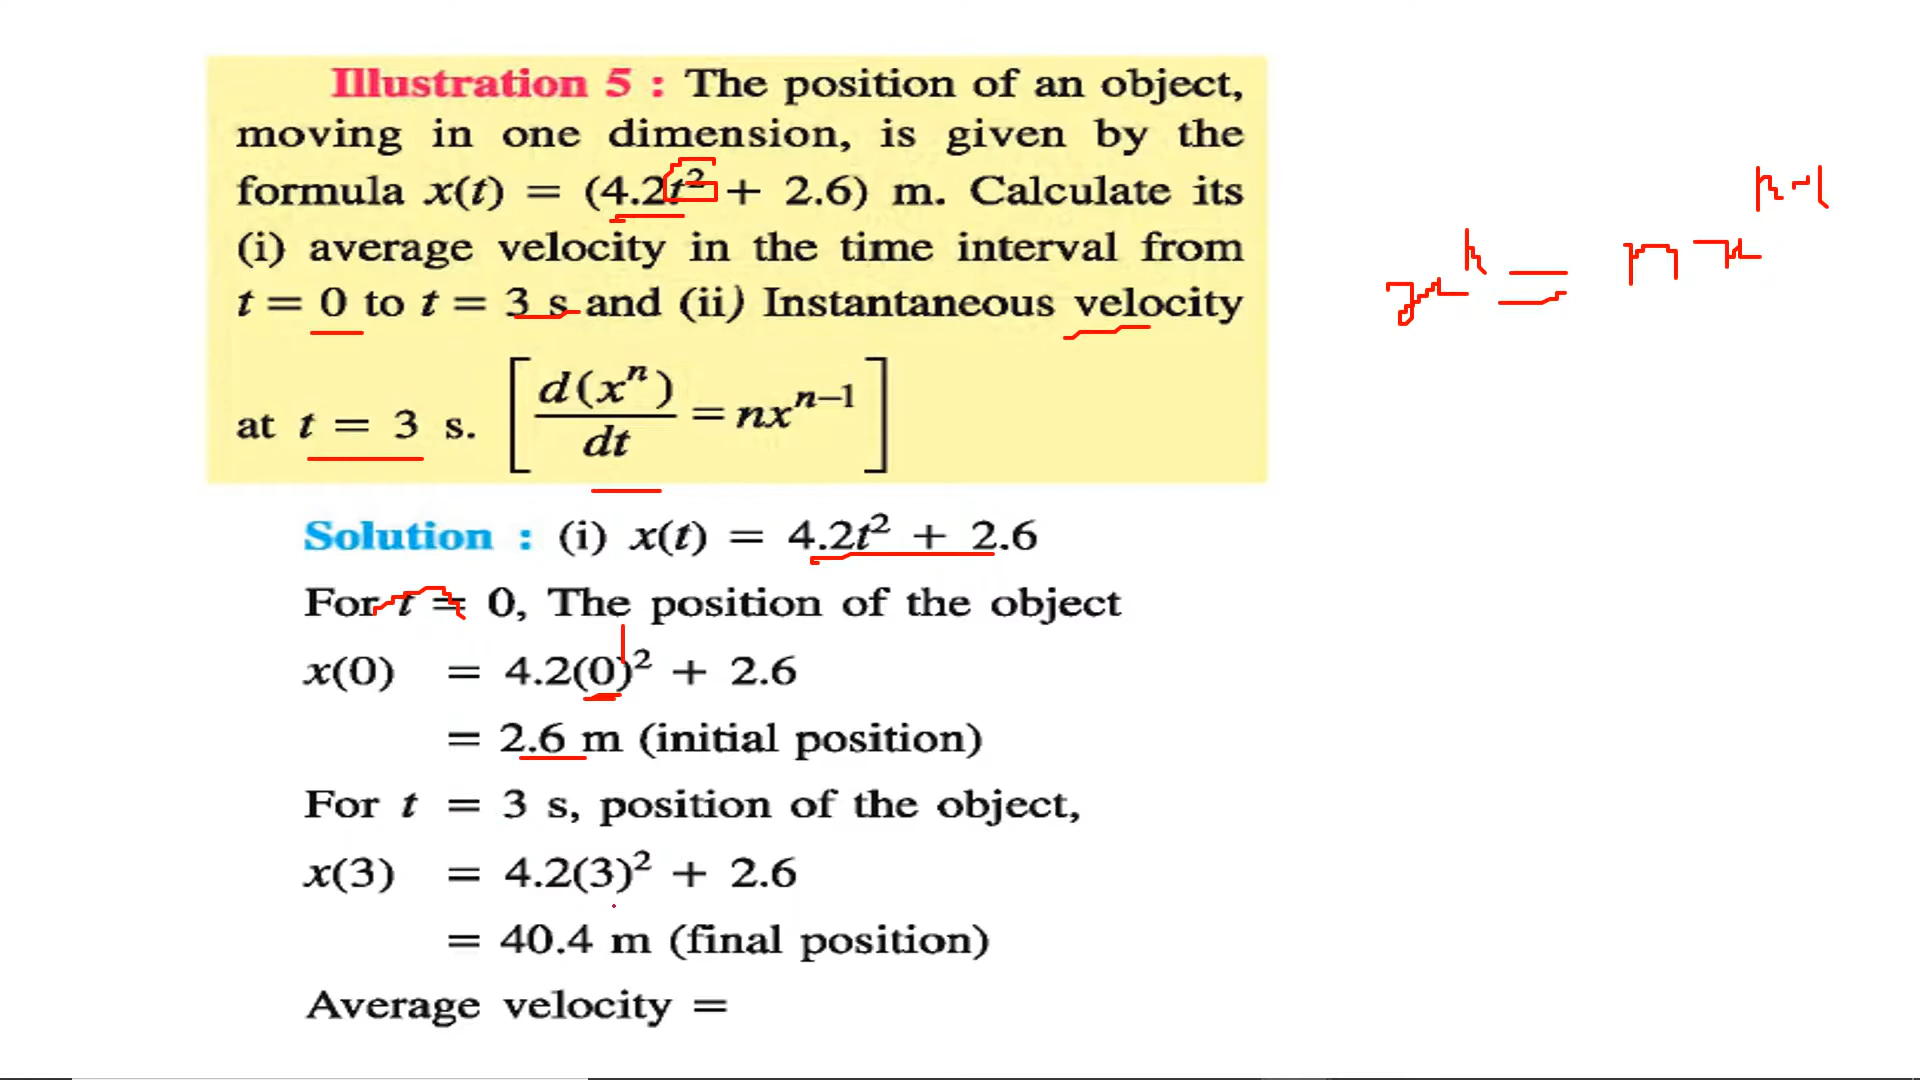 Illustration 5 : The position of an object,
moving in one dimension, is given by the
formula x(t) = (4.2t² + 2.6) m. Calculate its
(i) average velocity in the time interval from
t = 0 to t = 3 s and (ii) Instantaneous velocity
at t = 3 s. [d(xⁿ)/dt = nxⁿ⁻¹]
xⁿ = nxⁿ⁻¹
Solution : (i) x(t) = 4.2t² + 2.6
For t = 0, The position of the object
x(0) = 4.2(0)² + 2.6
= 2.6 m (initial position)
For t = 3 s, position of the object,
x(3) = 4.2(3)² + 2.6
= 40.4 m (final position)
Average velocity =